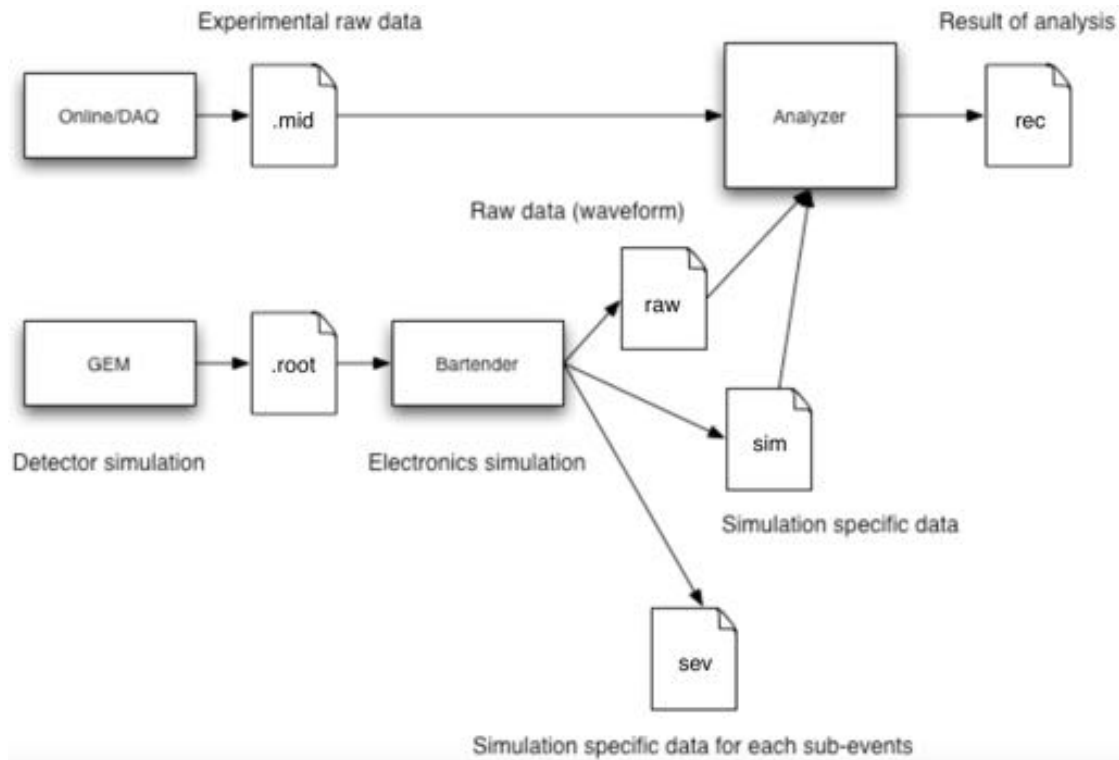 Experimental raw data
Result of analysis
Online/DAQ
.mid
Analyzer
rec
Raw data (waveform)
raw
GEM
.root
Bartender
sim
Detector simulation
Electronics simulation
Simulation specific data
sev
Simulation specific data for each sub-events